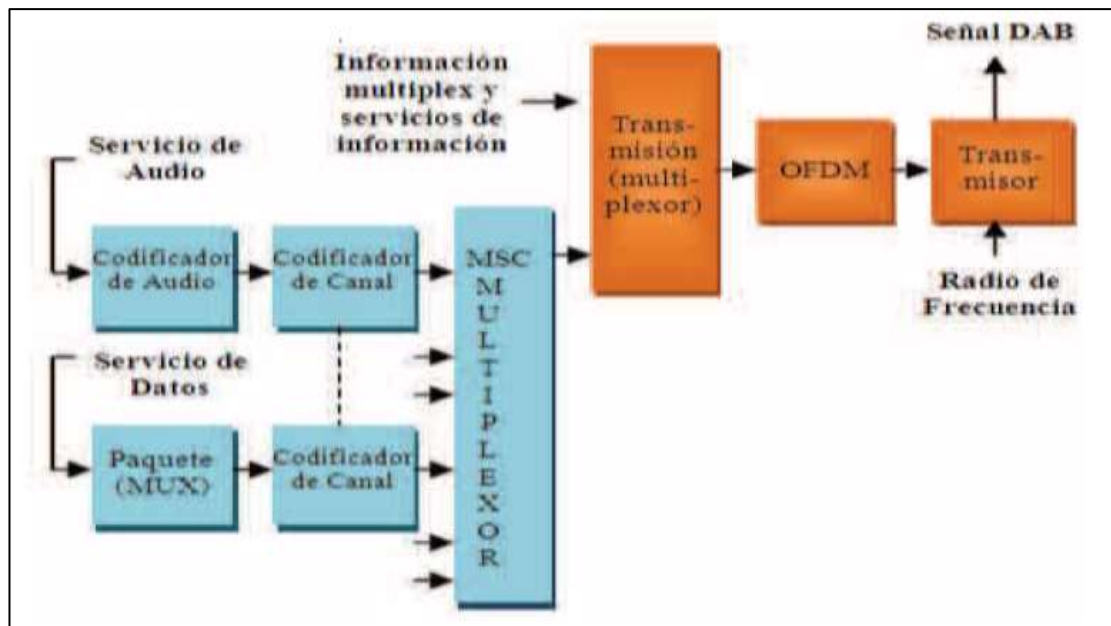 Señal DAB
Información
multiplex y
servicios de
información
Trans-
misión
(multi-
plexor)
OFDM
Trans-
misor
Radio de
Frecuencia
Servicio de
Audio
Codificador
de Audio
Codificador
de Canal
MSC
M
U
L
T
I
P
L
E
X
O
R
Servicio de
Datos
Paquete
(MUX)
Codificador
de Canal